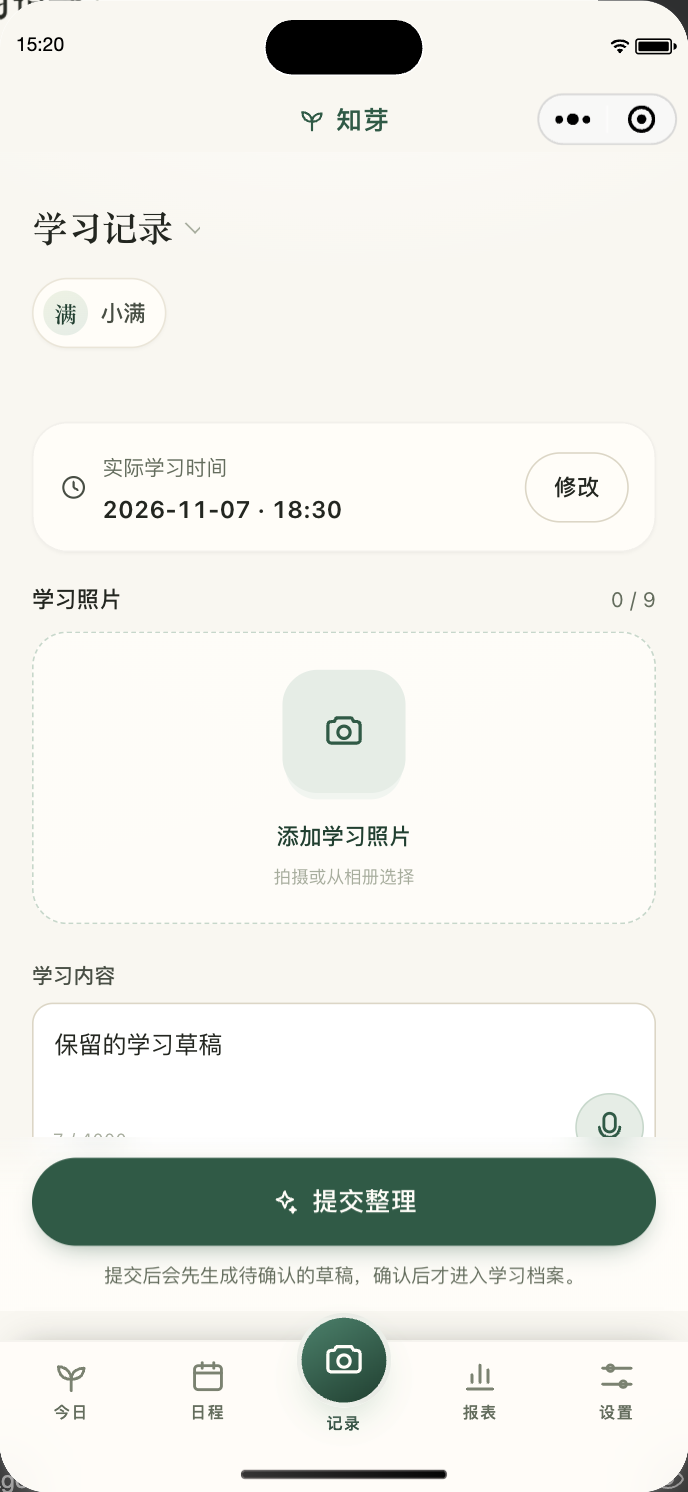 15:20
知芽
学习记录
满 小满
实际学习时间
2026-11-07 · 18:30
修改
学习照片
0 / 9
添加学习照片
拍摄或从相册选择
学习内容
保留的学习草稿
提交整理
提交后会先生成待确认的草稿，确认后才进入学习档案。
今日
日程
记录
报表
设置